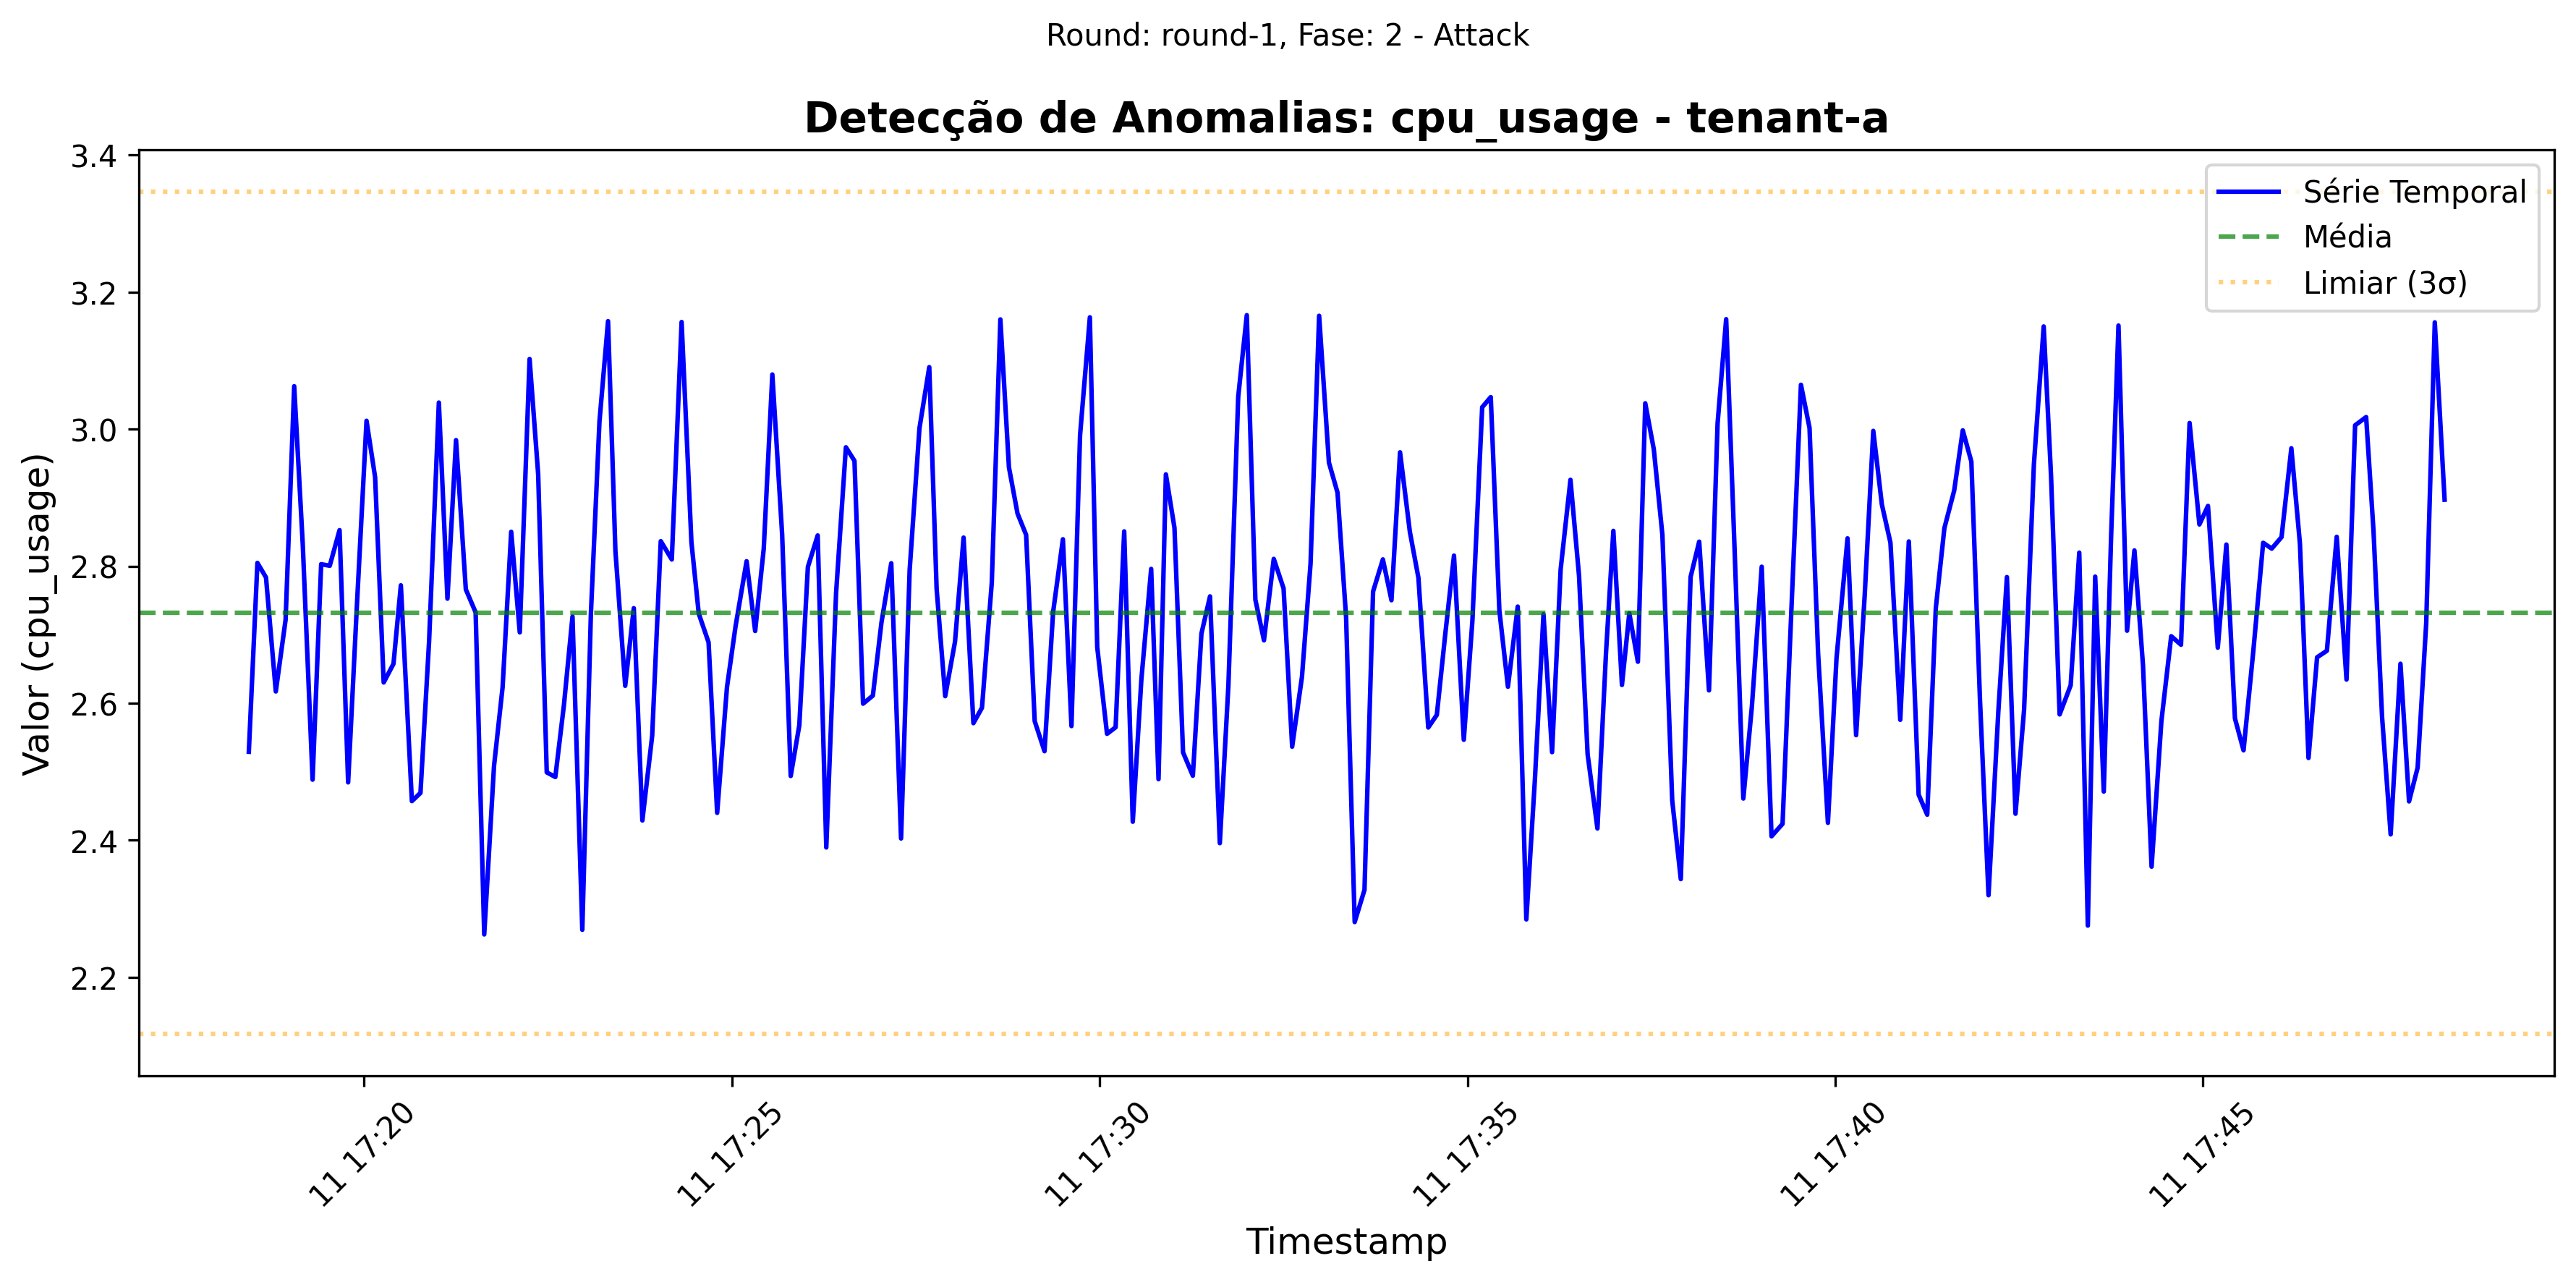 Round: round-1, Fase: 2 - Attack
Detecção de Anomalias: cpu_usage - tenant-a
Valor (cpu_usage)
3.4
3.2
3.0
2.8
2.6
2.4
2.2
Série Temporal
Média
Limiar (3σ)
11 17:20
11 17:25
11 17:30
11 17:35
11 17:40
11 17:45
Timestamp